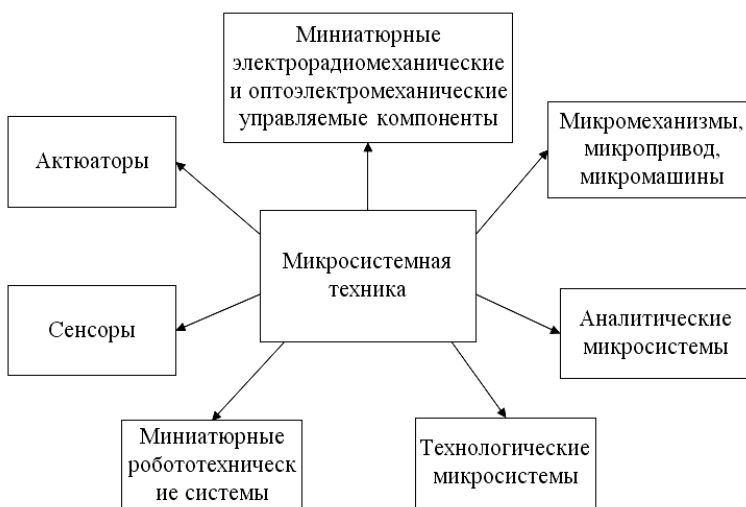 Миниатюрные
электрорадиомеханические
и оптоэлектромеханические
управляемые компоненты
Актюаторы
Микромеханизмы,
микропривод,
микромашины
Микросистемная
техника
Сенсоры
Аналитические
микросистемы
Миниатюрные
робототехническ
ие системы
Технологические
микросистемы